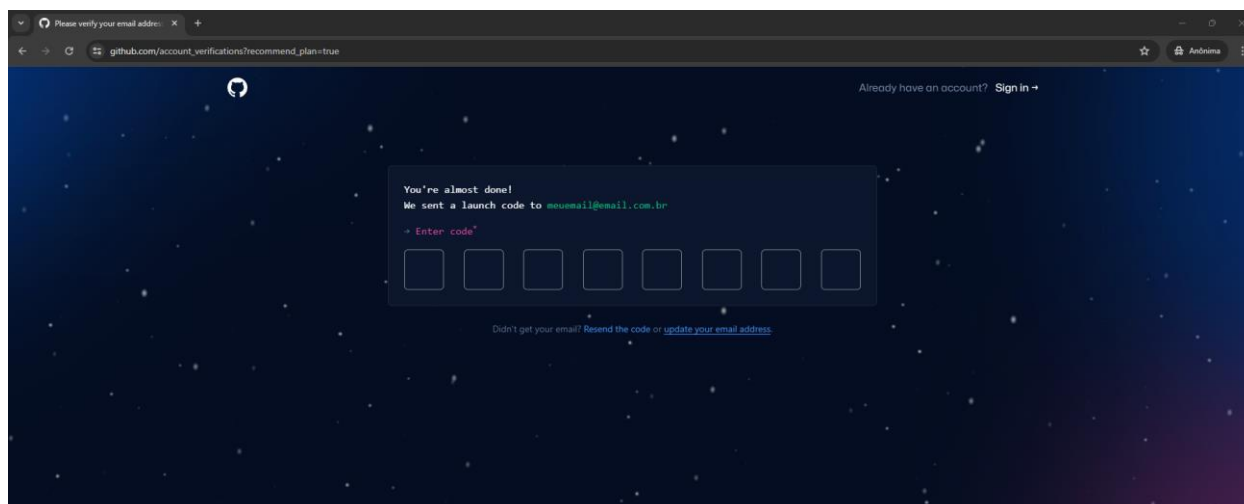 Please verify your email addres
github.com/account_verifications?recommend_plan=true
Anônima
Already have an account? Sign in →
You're almost done!
We sent a launch code to meuemail@email.com.br
→ Enter code*
Didn't get your email? Resend the code or update your email address.